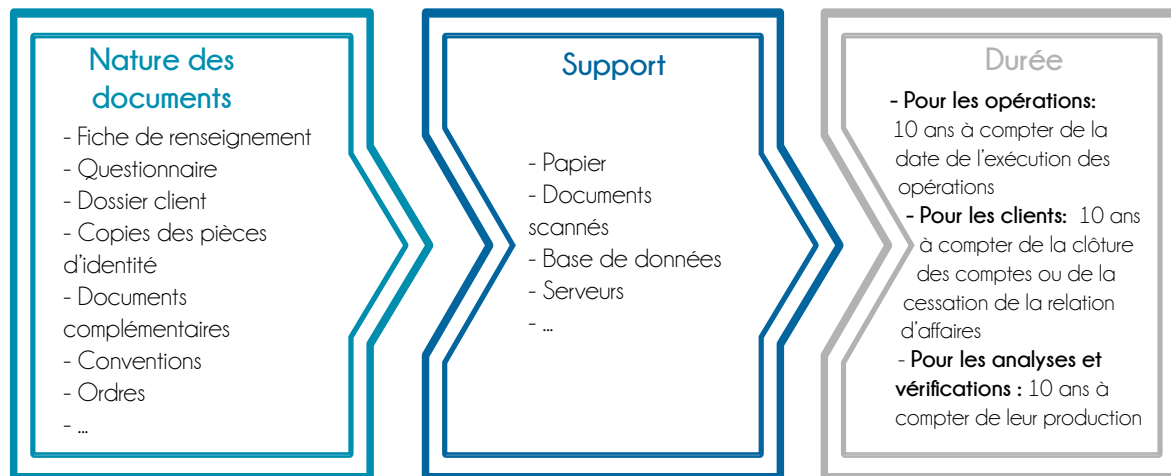 Nature des
documents
- Fiche de renseignement
- Questionnaire
- Dossier client
- Copies des pièces
d'identité
- Documents
complémentaires
- Conventions
- Ordres
- ...
Support
- Papier
- Documents
scannés
- Base de données
- Serveurs
- ...
Durée
- Pour les opérations:
10 ans à compter de la
date de l'exécution des
opérations
- Pour les clients: 10 ans
à compter de la clôture
des comptes ou de la
cessation de la relation
d'affaires
- Pour les analyses et
vérifications : 10 ans à
compter de leur production